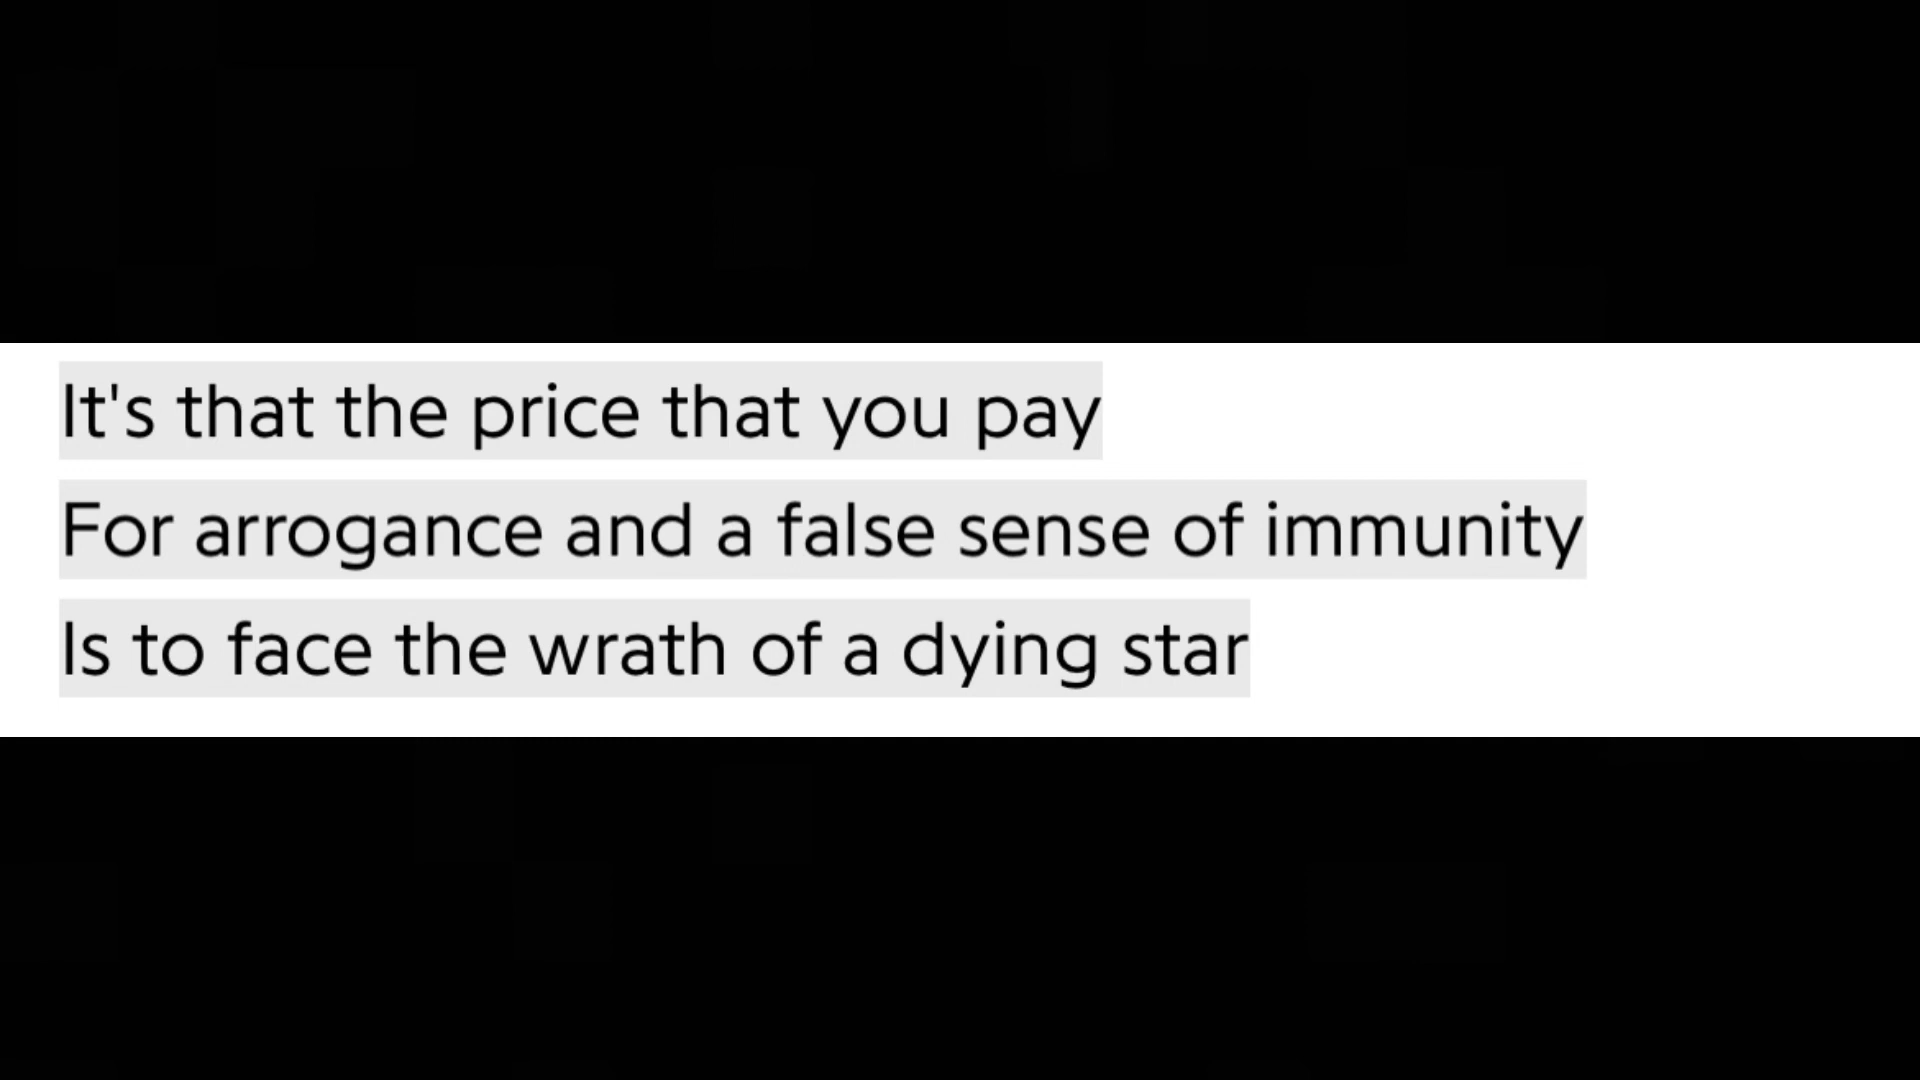 It's that the price that you pay
For arrogance and a false sense of immunity
Is to face the wrath of a dying star